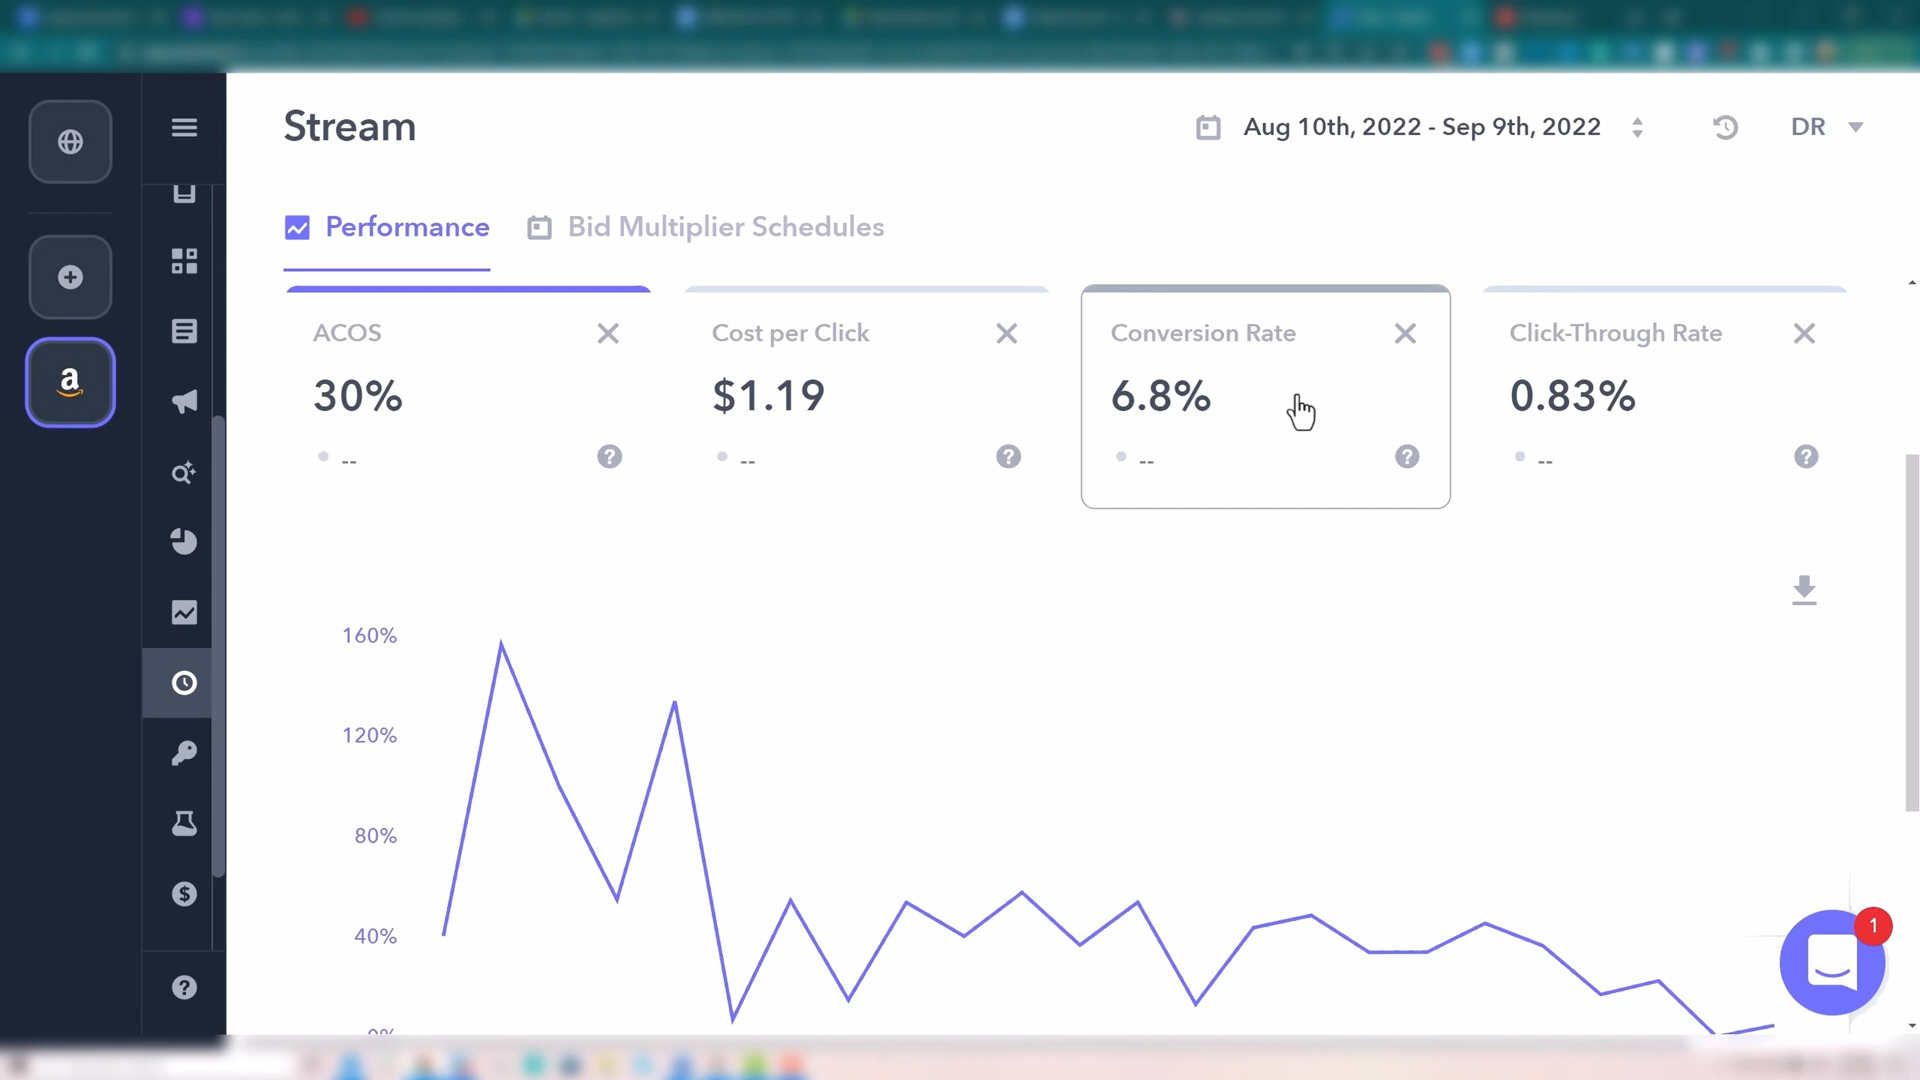 Stream
Aug 10th, 2022 - Sep 9th, 2022
DR
Performance
Bid Multiplier Schedules
ACOS
30%
--
Cost per Click
$1.19
--
Conversion Rate
6.8%
--
Click-Through Rate
0.83%
--
160%
120%
80%
40%
0%
a
1